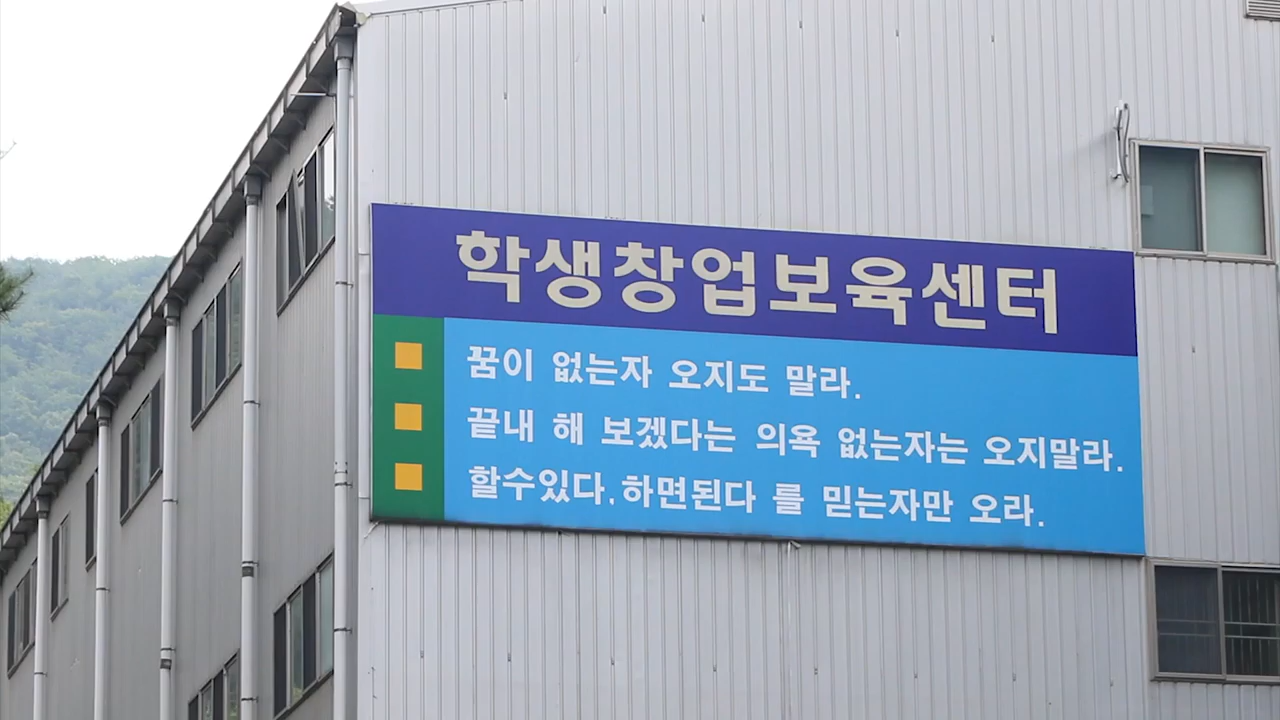 학생창업보육센터
꿈이 없는자 오지도 말라.
끝내 해 보겠다는 의욕 없는자는 오지말라.
할수있다.하면된다 를 믿는자만 오라.